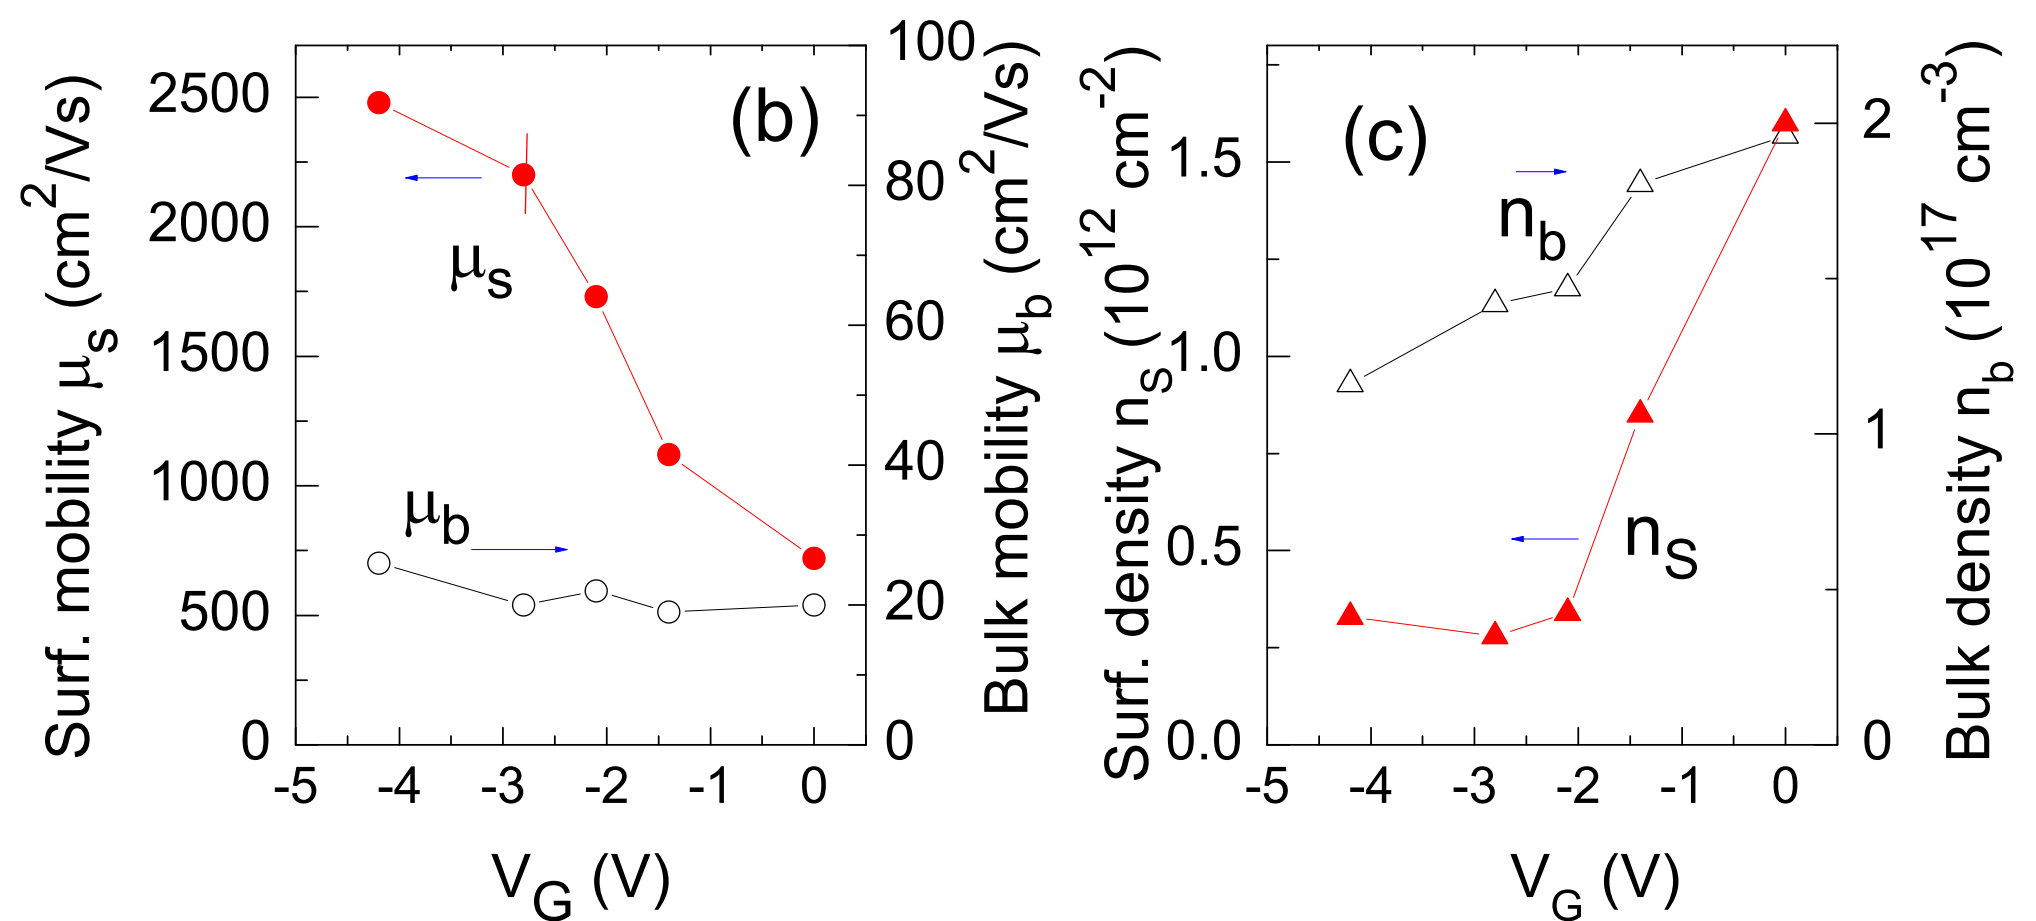 (b)
Surf. mobility μs (cm2/Vs)
2500
2000
1500
1000
500
0
μs
μb
100
80
60
40
20
0
Bulk mobility μb (cm2/Vs)
-5 -4 -3 -2 -1 0
VG (V)
(c)
Surf. density nS (1012 cm-2)
1.5
1.0
0.5
0.0
nb
nS
2
1
0
Bulk density nb (1017 cm-3)
-5 -4 -3 -2 -1 0
VG (V)